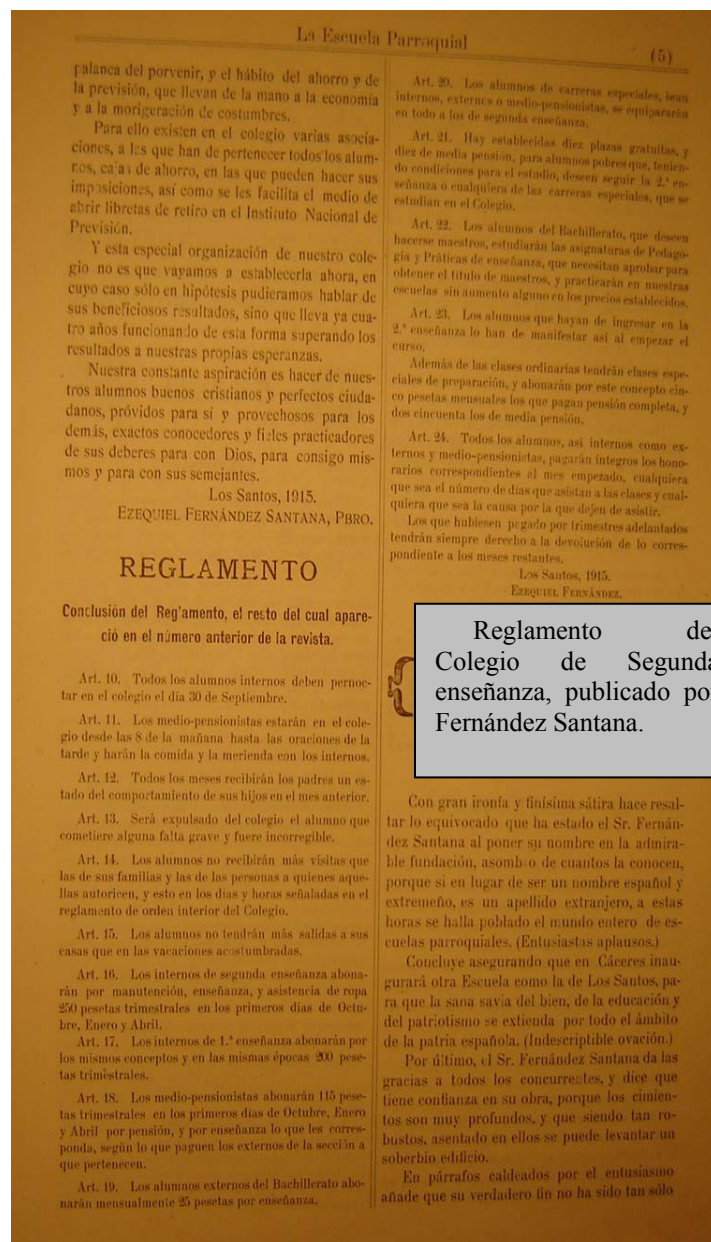 La Escuela Parroquial
(5)
palanca del porvenir, y el hábito del ahorro y de
la previsión, que llevan de la mano a la economía
y a la morigeración de costumbres.
Para ello existen en el colegio varias asocia-
ciones, a les que han de pertenecer todos los alum-
nos, cajas de ahorro, en las que pueden hacer sus
imposiciones, así como se les facilita el medio de
abrir libretas de retiro en el Instituto Nacional de
Previsión.
Y esta especial organización de nuestro cole-
gio no es que vayamos a establecerla ahora, en
cuyo caso sólo en hipótesis pudieramos hablar de
sus beneficiosos resultados, sino que lleva ya cua-
tro años funcionando de esta forma superando los
resultados a nuestras propias esperanzas.
Nuestra constante aspiración es hacer de nues-
tros alumnos buenos cristianos y perfectos ciuda-
danos, próvidos para sí y provechosos para los
demás, exactos conocedores y fieles practicadores
de sus deberes para con Dios, para consigo mis-
mos y para con sus semejantes.
Los Santos, 1915.
EZEQUIEL FERNÁNDEZ SANTANA, PBRO.
REGLAMENTO
Conclusión del Reg'amento, el resto del cual apare-
ció en el número anterior de la revista.
Art. 10. Todos los alumnos internos deben pernoc-
tar en el colegio el día 30 de Septiembre.
Art. 11. Los medio-pensionistas estarán en el cole-
gio desde las 8 de la mañana hasta las oraciones de la
tarde y harán la comida y la merienda con los internos.
Art. 12. Todos los meses recibirán los padres un es-
tado del comportamiento de sus hijos en el mes anterior.
Art. 13. Será expulsado del colegio el alumno que
cometiere alguna falta grave y fuere incorregible.
Art. 14. Los alumnos no recibirán más visitas que
las de sus familias y las de las personas a quienes aque-
llas autoricen, y esto en los días y horas señaladas en el
reglamento de orden interior del Colegio.
Art. 15. Los alumnos no tendrán más salidas a sus
casas que en las vacaciones acostumbradas.
Art. 16. Los internos de segunda enseñanza abona-
rán por manutención, enseñanza, y asistencia de ropa
250 pesetas trimestrales en los primeros días de Octu-
bre, Enero y Abril.
Art. 17. Los internos de 1.ª enseñanza abonarán por
los mismos conceptos y en las mismas épocas 200 pese-
tas trimestrales.
Art. 18. Los medio-pensionistas abonarán 115 pese-
tas trimestrales en los primeros días de Octubre, Enero
y Abril por pensión, y por enseñanza lo que les corres-
ponda, según lo que paguen los externos de la sección a
que pertenecen.
Art. 19. Los alumnos externos del Bachillerato abo-
narán mensualmente 25 pesetas por enseñanza.
Art. 20. Los alumnos de carreras especiales, sean
internos, externos o medio-pensionistas, se equipararán
en todo a los de segunda enseñanza.
Art. 21. Hay establecidas diez plazas gratuitas, y
diez de media pensión, para alumnos pobres que, tenien-
do condiciones para el estudio, deseen seguir la 2.ª en-
señanza o cualquiera de las carreras especiales, que se
estudian en el Colegio.
Art. 22. Los alumnos del Bachillerato, que deseen
hacerse maestros, estudiarán las asignaturas de Pedago-
gía y Práticas de enseñanza, que necesitan aprobar para
obtener el título de maestros, y practicarán en nuestras
escuelas sin aumento alguno en los precios establecidos.
Art. 23. Los alumnos que hayan de ingresar en la
2.ª enseñanza lo han de manifestar así al empezar el
curso.
Además de las clases ordinarias tendrán clases espe-
ciales de preparación, y abonarán por este concepto cin-
co pesetas mensuales los que pagan pensión completa, y
dos cincuenta los de media pensión.
Art. 24. Todos los alumnos, así internos como ex-
ternos y medio-pensionistas, pagarán íntegros los hono-
rarios correspondientes al mes empezado, cualquiera
que sea el número de días que asistan a las clases y cual-
quiera que sea la causa por la que dejen de asistir.
Los que hubiesen pagado por trimestres adelantados
tendrán siempre derecho a la devolución de lo corres-
pondiente a los meses restantes.
Los Santos, 1915.
EZEQUIEL FERNÁNDEZ.
Reglamento de
Colegio de Segunda
enseñanza, publicado po
Fernández Santana.
Con gran ironía y finísima sátira hace resal-
tar lo equivocado que ha estado el Sr. Fernán-
dez Santana al poner su nombre en la admira-
ble fundación, asombro de cuantos la conocen,
porque si en lugar de ser un nombre español y
extremeño, es un apellido extranjero, a estas
horas se halla poblado el mundo entero de es-
cuelas parroquiales. (Entusiastas aplausos.)
Concluye asegurando que en Cáceres inau-
gurará otra Escuela como la de Los Santos, pa-
ra que la sana savia del bien, de la educación y
del patriotismo se extienda por todo el ámbito
de la patria española. (Indescriptible ovación.)
Por último, el Sr. Fernández Santana da las
gracias a todos los concurrentes, y dice que
tiene confianza en su obra, porque los cimien-
tos son muy profundos, y que siendo tan ro-
bustos, asentado en ellos se puede levantar un
soberbio edificio.
En párrafos caldeados por el entusiasmo
añade que su verdadero fin no ha sido tan sólo